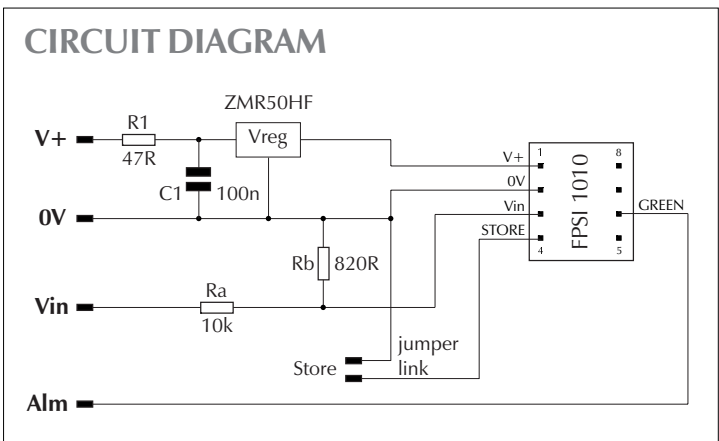 CIRCUIT DIAGRAM
ZMR50HF
V+
R1
47R
Vreg
C1
100n
0V
Rb
820R
Vin
Ra
10k
Store
jumper
link
Alm
V+
0V
Vin
STORE
1
4
FPSI 1010
8
5
GREEN